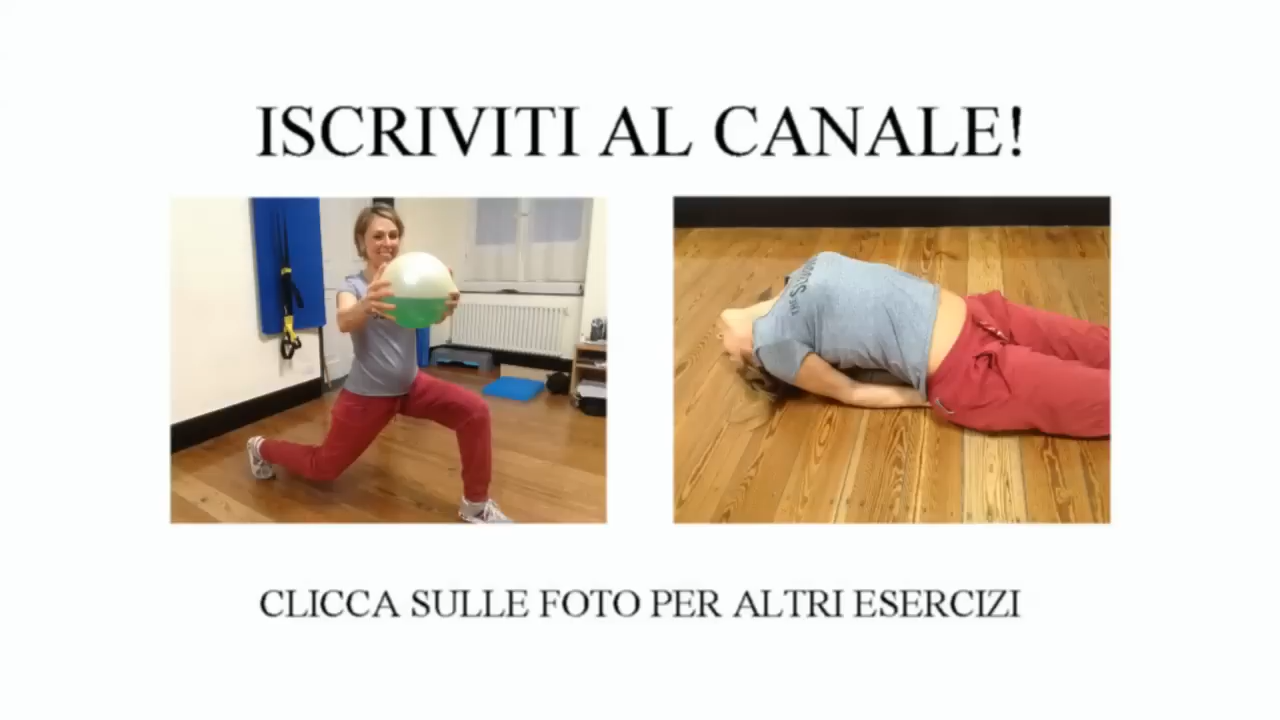 ISCRIVITI AL CANALE!
CLICCA SULLE FOTO PER ALTRI ESERCIZI